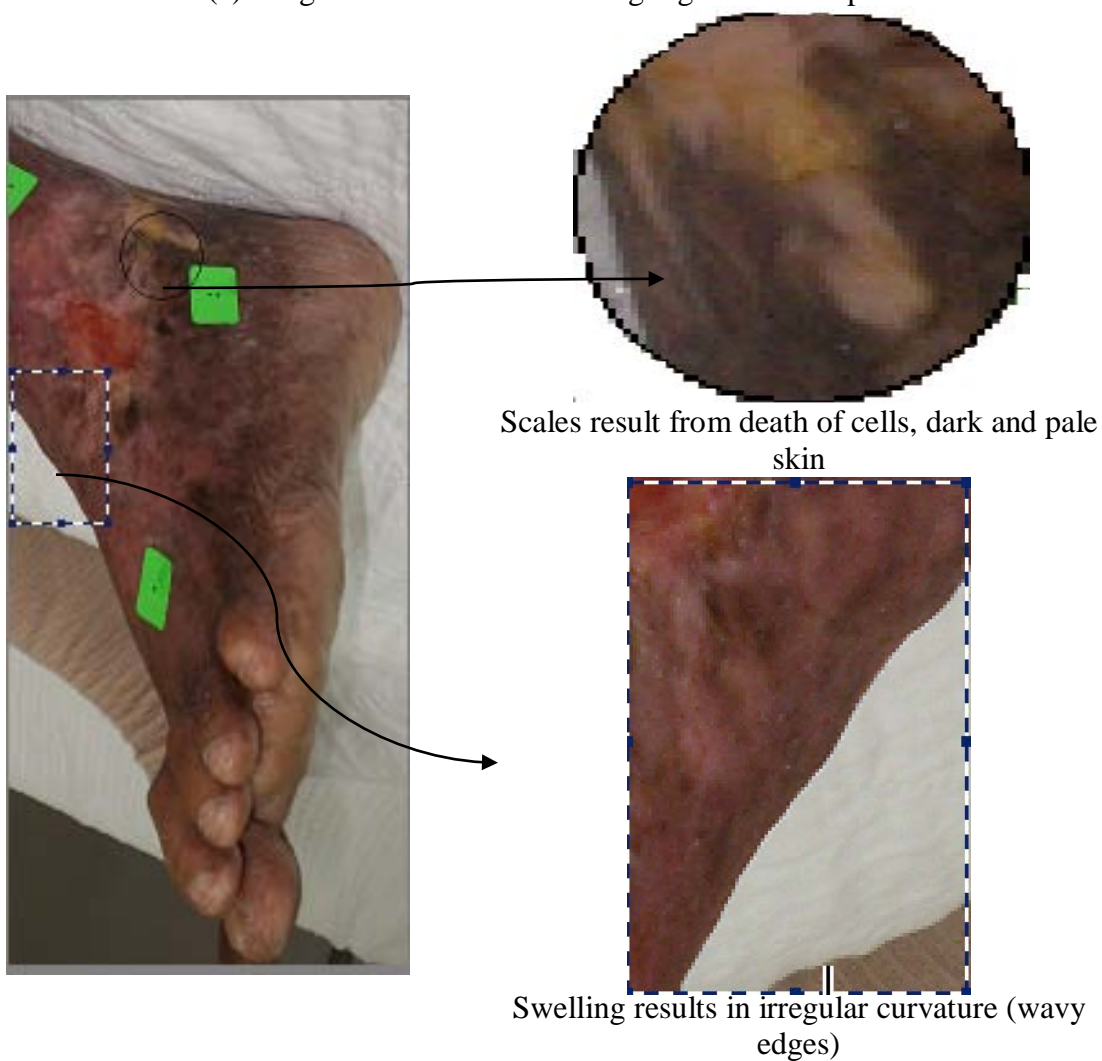 Scales result from death of cells, dark and pale
skin
Swelling results in irregular curvature (wavy
edges)